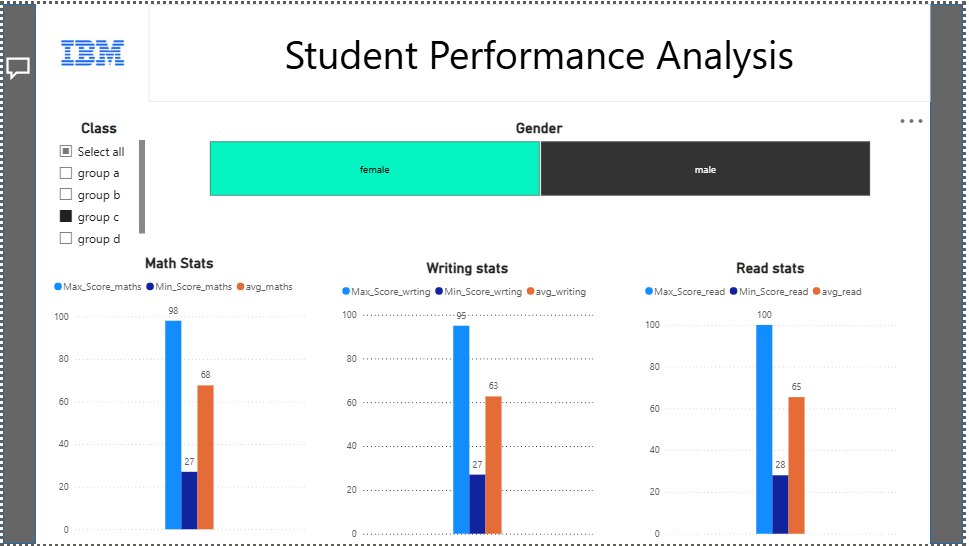 IBM
Student Performance Analysis
Class
Select all
group a
group b
group c
group d
Gender
female
male
Math Stats
Max_Score_maths Min_Score_maths avg_maths
100
80
60
40
20
0
98
27
68
Writing stats
Max_Score_wrting Min_Score_wrting avg_writing
100
80
60
40
20
0
95
27
63
Read stats
Max_Score_read Min_Score_read avg_read
100
80
60
40
20
0
100
28
65